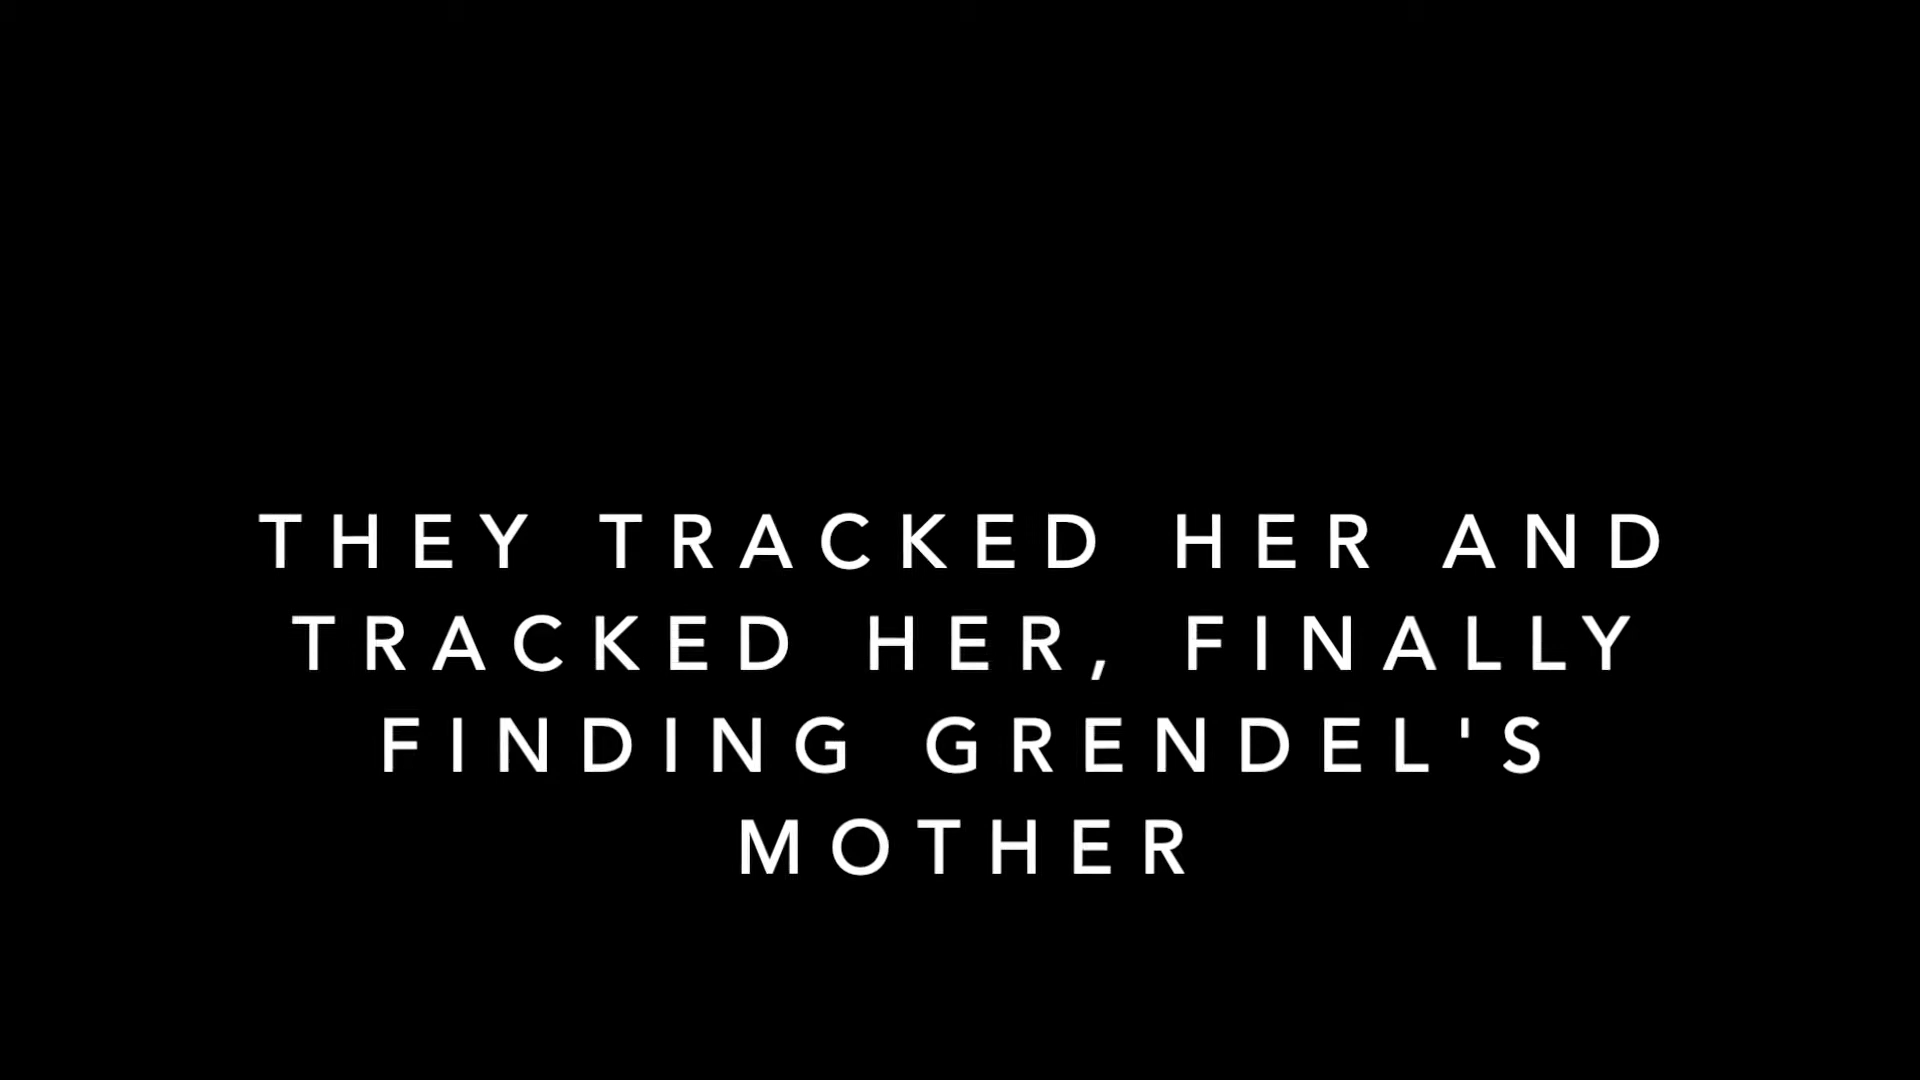 THEY TRACKED HER AND
TRACKED HER, FINALLY
FINDING GRENDEL'S
MOTHER